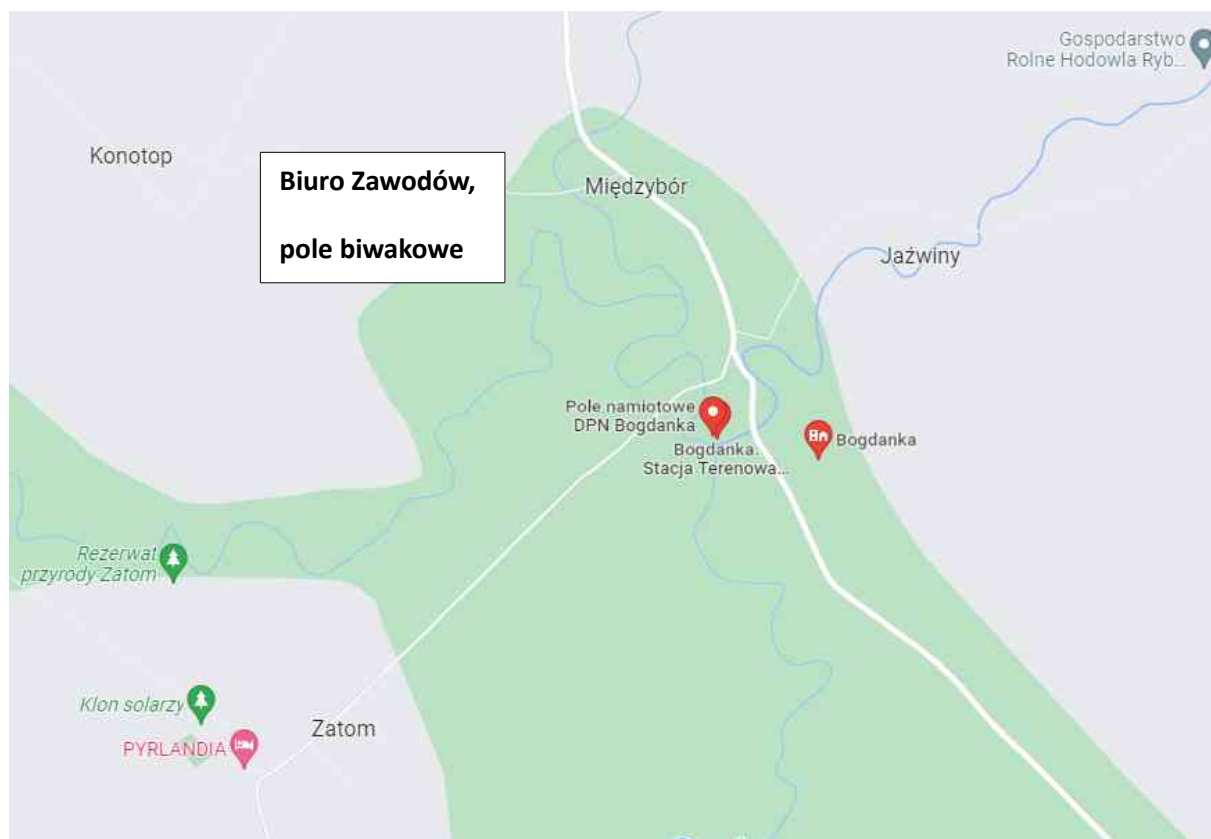 Gospodarstwo
Rolne Hodowla Ryb...
Konotop
Biuro Zawodów,
pole biwakowe
Międzybór
Jaźwiny
Pole namiotowe
DPN Bogdanka
Bogdanka.
Stacja Terenowa...
Bogdanka
Rezerwat
przyrody Zatom
Klon solarzy
PYRLANDIA
Zatom